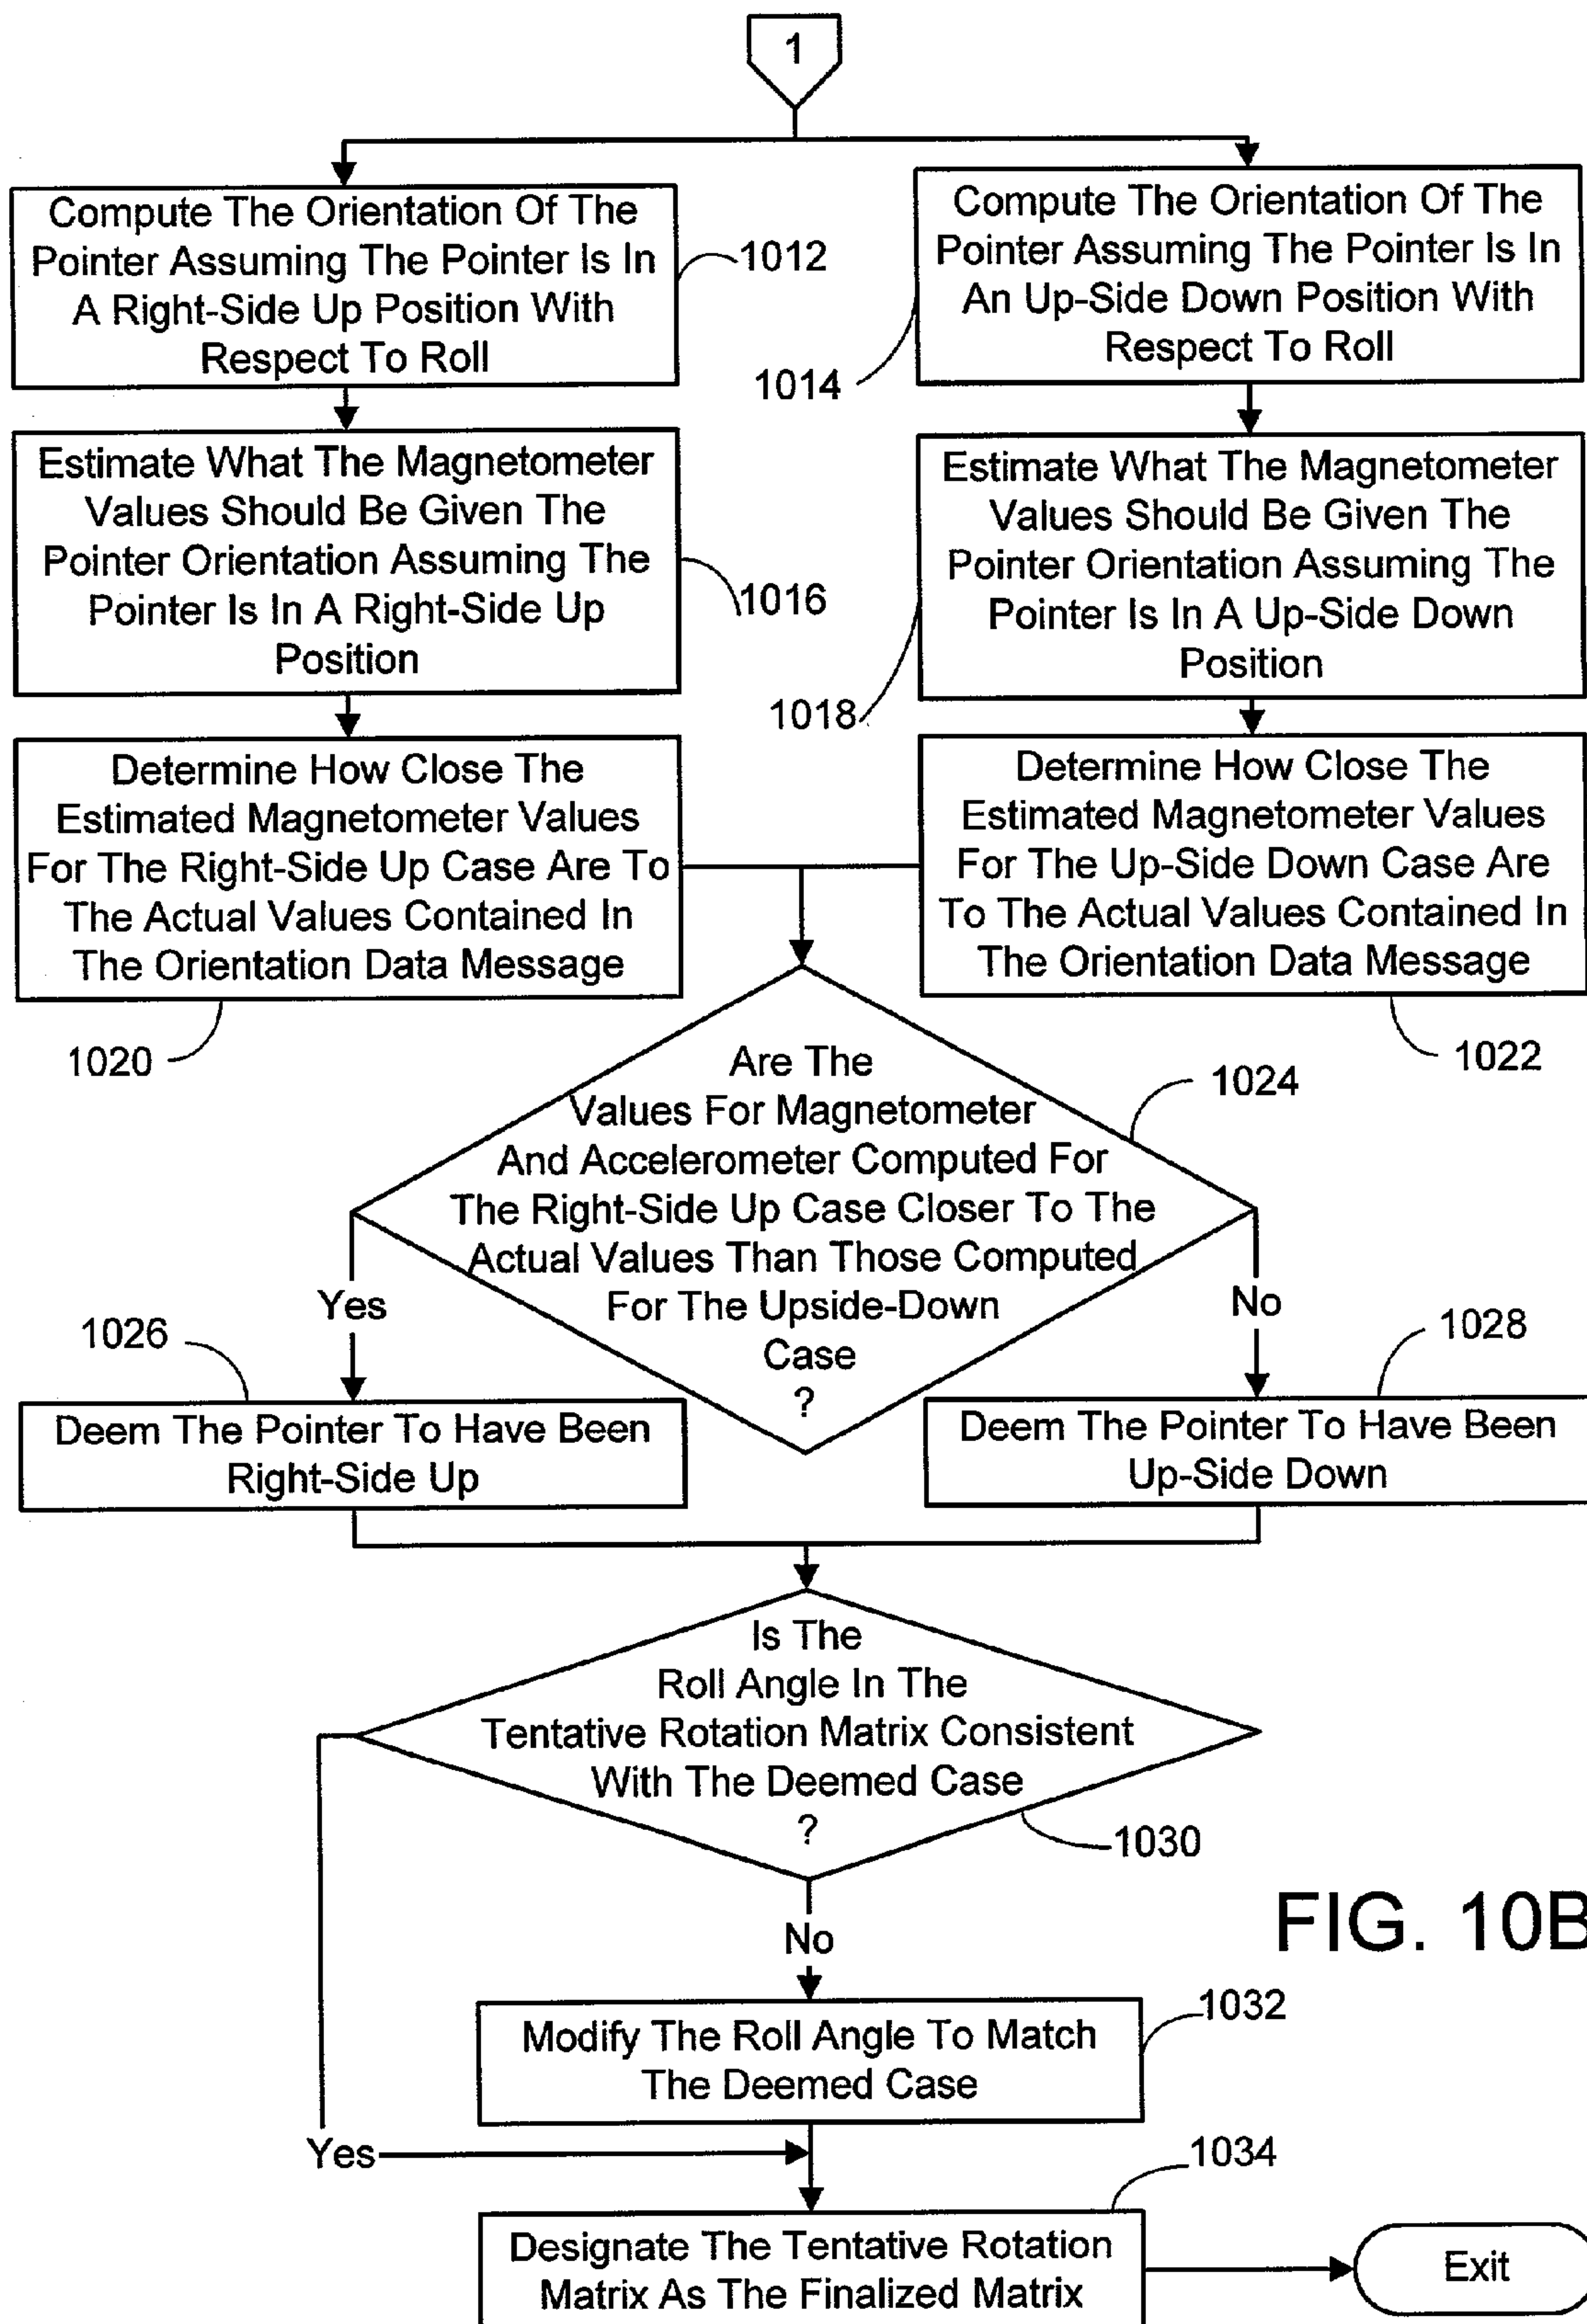 1
Compute The Orientation Of The
Pointer Assuming The Pointer Is In
A Right-Side Up Position With
Respect To Roll
1012
Compute The Orientation Of The
Pointer Assuming The Pointer Is In
An Up-Side Down Position With
Respect To Roll
1014
Estimate What The Magnetometer
Values Should Be Given The
Pointer Orientation Assuming The
Pointer Is In A Right-Side Up
Position
1016
Estimate What The Magnetometer
Values Should Be Given The
Pointer Orientation Assuming The
Pointer Is In A Up-Side Down
Position
1018
Determine How Close The
Estimated Magnetometer Values
For The Right-Side Up Case Are To
The Actual Values Contained In
The Orientation Data Message
1020
Determine How Close The
Estimated Magnetometer Values
For The Up-Side Down Case Are
To The Actual Values Contained In
The Orientation Data Message
1022
Are The
Values For Magnetometer
And Accelerometer Computed For
The Right-Side Up Case Closer To The
Actual Values Than Those Computed
For The Upside-Down
Case
?
1024
Yes
No
1026
Deem The Pointer To Have Been
Right-Side Up
1028
Deem The Pointer To Have Been
Up-Side Down
Is The
Roll Angle In The
Tentative Rotation Matrix Consistent
With The Deemed Case
?
1030
No
FIG. 10B
Modify The Roll Angle To Match
The Deemed Case
1032
Yes
1034
Designate The Tentative Rotation
Matrix As The Finalized Matrix
Exit